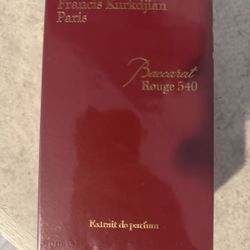 Francis Kurkdjian
Paris
Baccarat
Rouge 540
Extrait de parfum